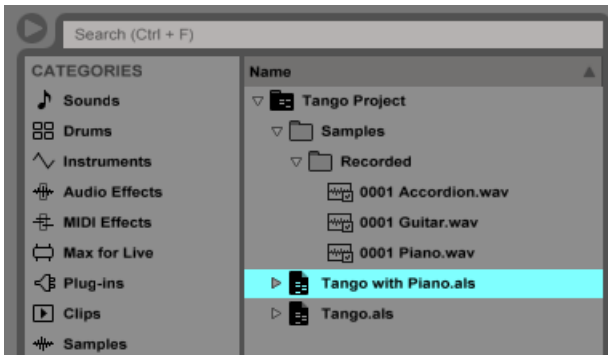 Search (Ctrl + F)
CATEGORIES
Sounds
Drums
Instruments
Audio Effects
MIDI Effects
Max for Live
Plug-ins
Clips
Samples
Name
Tango Project
Samples
Recorded
0001 Accordion.wav
0001 Guitar.wav
0001 Piano.wav
Tango with Piano.als
Tango.als